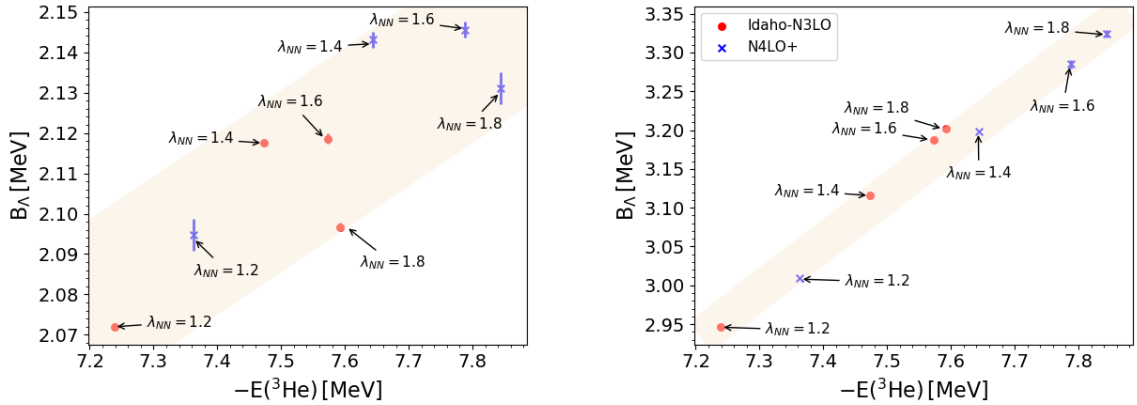 2.15
2.14
2.13
2.12
2.11
2.10
2.09
2.08
2.07
B_Λ [MeV]
λ_NN = 1.6
λ_NN = 1.4
λ_NN = 1.6
λ_NN = 1.8
λ_NN = 1.4
λ_NN = 1.2
λ_NN = 1.8
λ_NN = 1.2
7.2 7.3 7.4 7.5 7.6 7.7 7.8
−E(³He) [MeV]
3.35
3.30
3.25
3.20
3.15
3.10
3.05
3.00
2.95
B_Λ [MeV]
Idaho-N3LO
N4LO+
λ_NN = 1.8
λ_NN = 1.6
λ_NN = 1.8
λ_NN = 1.6
λ_NN = 1.4
λ_NN = 1.4
λ_NN = 1.2
λ_NN = 1.2
7.2 7.3 7.4 7.5 7.6 7.7 7.8
−E(³He) [MeV]